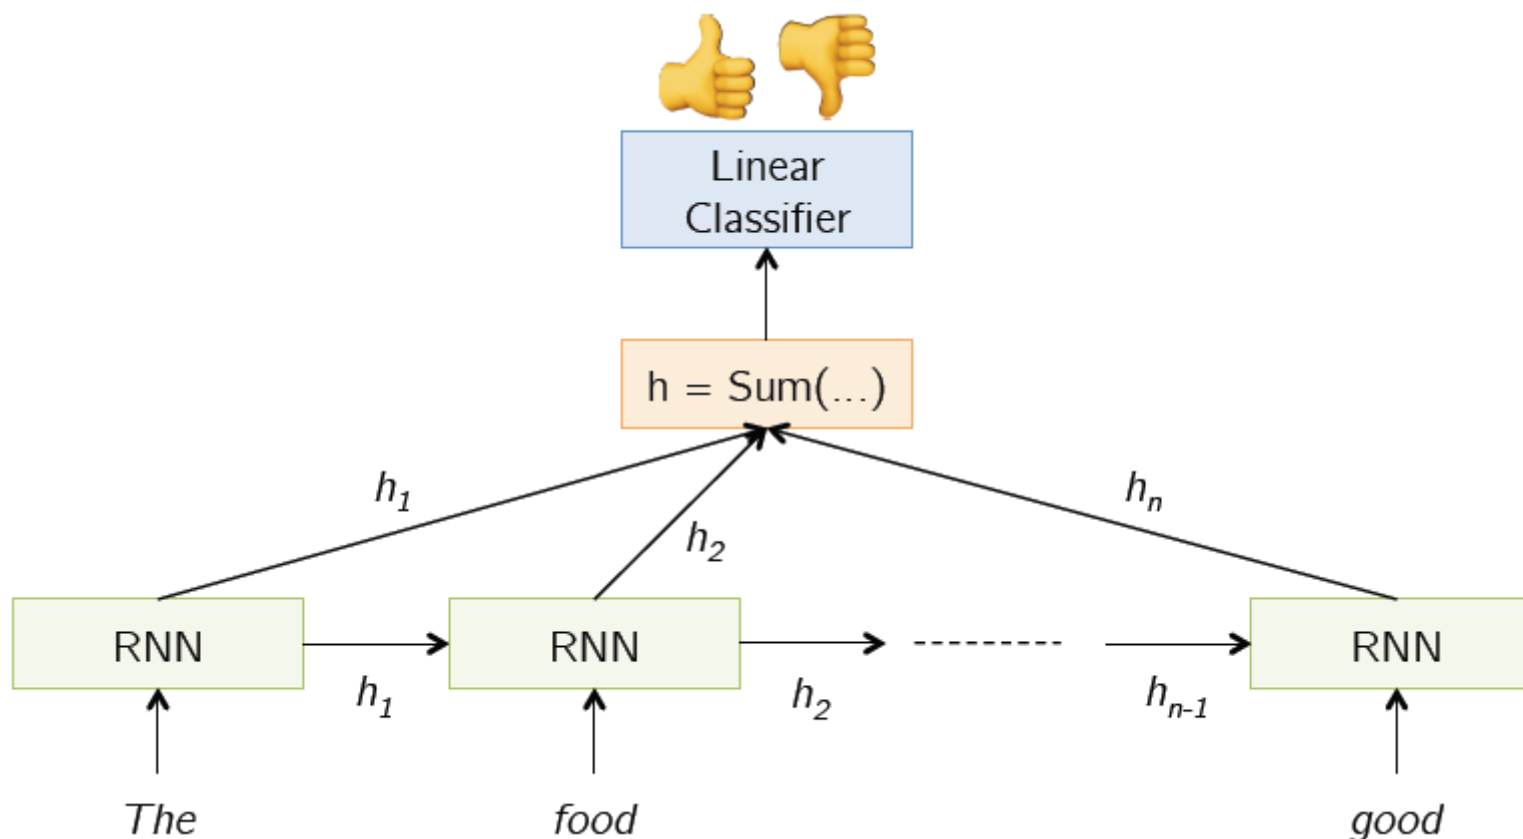 Linear
Classifier
h = Sum(...)
h1
h2
hn
RNN
RNN
RNN
h1
h2
hn-1
The
food
good